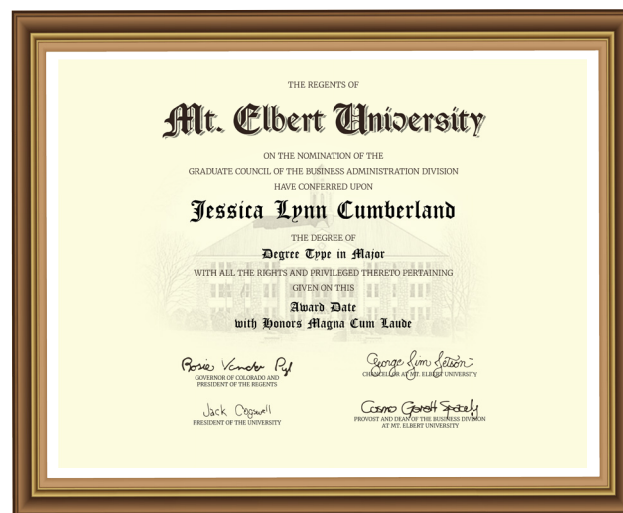 THE REGENTS OF
Mt. Elbert University
ON THE NOMINATION OF THE
GRADUATE COUNCIL OF THE BUSINESS ADMINISTRATION DIVISION
HAVE CONFERRED UPON
Jessica Lynn Cumberland
THE DEGREE OF
Degree Type in Major
WITH ALL THE RIGHTS AND PRIVILEGED THERETO PERTAINING
GIVEN ON THIS
Award Date
with Honors Magna Cum Laude
Rosie Vander Pyl
GOVERNOR OF COLORADO AND
PRESIDENT OF THE REGENTS
George Jim Jetson
CHANCELLOR AT MT. ELBERT UNIVERSITY
Jack Cogswell
PRESIDENT OF THE UNIVERSITY
Cosmo Garett Spacely
PROVOST AND DEAN OF THE BUSINESS DIVISION
AT MT. ELBERT UNIVERSITY